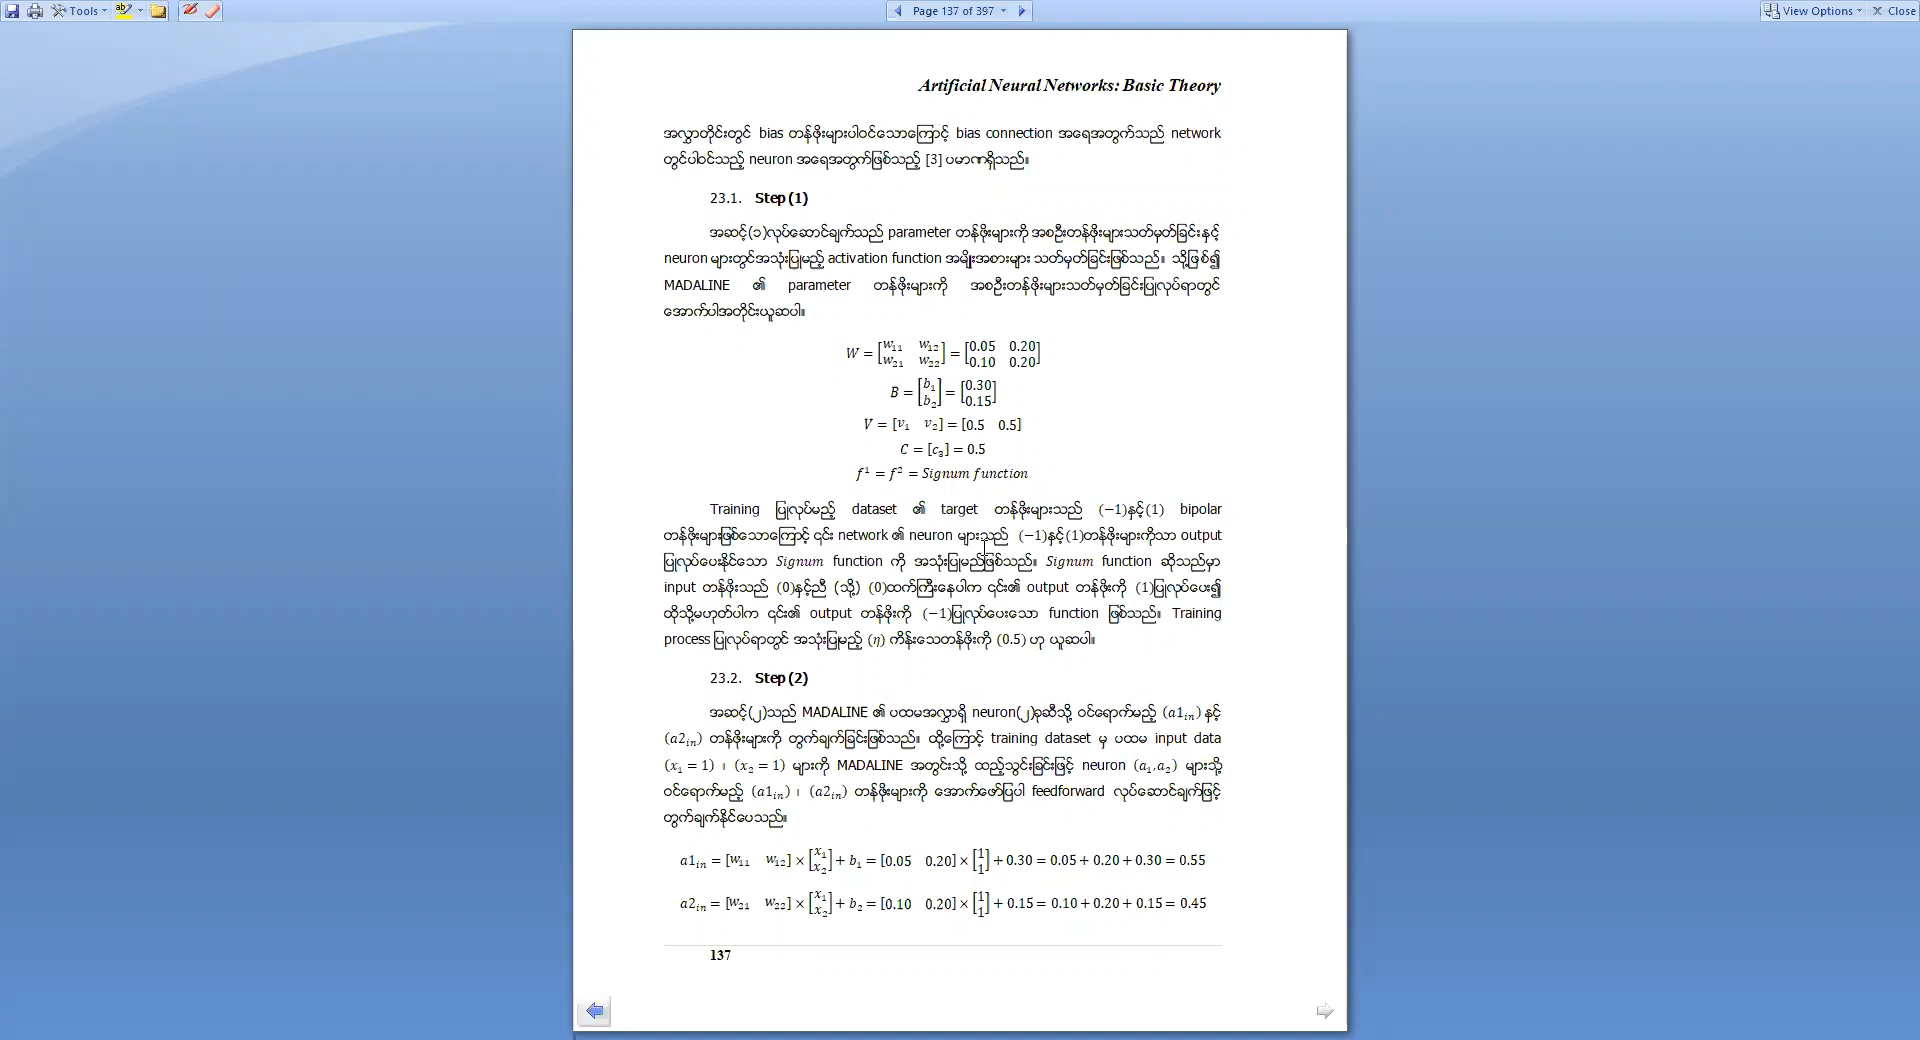 Tools
Page 137 of 397
View Options
Close
Artificial Neural Networks: Basic Theory
အလွှာတိုင်းတွင် bias တန်ဖိုးများပါဝင်သောကြောင့် bias connection အရေအတွက်သည် network
တွင်ပါဝင်သည့် neuron အရေအတွက်ဖြစ်သည့် [3] ပမာဏရှိသည်။
23.1. Step (1)
အဆင့်(၁)လုပ်ဆောင်ချက်သည် parameter တန်ဖိုးများကို အစဦးတန်ဖိုးများသတ်မှတ်ခြင်းနှင့်
neuron များတွင်အသုံးပြုမည့် activation function အမျိုးအစားများ သတ်မှတ်ခြင်းဖြစ်သည်။ သို့ဖြစ်၍
MADALINE ၏ parameter တန်ဖိုးများကို အစဦးတန်ဖိုးများသတ်မှတ်ခြင်းပြုလုပ်ရာတွင်
အောက်ပါအတိုင်းယူဆပါ။
W = [w₁₁ w₁₂; w₂₁ w₂₂] = [0.05 0.20; 0.10 0.20]
B = [b₁; b₂] = [0.30; 0.15]
V = [v₁ v₂] = [0.5 0.5]
C = [c₃] = 0.5
f¹ = f² = Signum function
Training ပြုလုပ်မည့် dataset ၏ target တန်ဖိုးများသည် (−1)နှင့်(1) bipolar
တန်ဖိုးများဖြစ်သောကြောင့် ၎င်း network ၏ neuron များသည် (−1)နှင့်(1)တန်ဖိုးများကိုသာ output
ပြုလုပ်ပေးနိုင်သော Signum function ကို အသုံးပြုမည်ဖြစ်သည်။ Signum function ဆိုသည်မှာ
input တန်ဖိုးသည် (0)နှင့်ညီ (သို့) (0)ထက်ကြီးနေပါက ၎င်း၏ output တန်ဖိုးကို (1)ပြုလုပ်ပေး၍
ထိုသို့မဟုတ်ပါက ၎င်း၏ output တန်ဖိုးကို (−1)ပြုလုပ်ပေးသော function ဖြစ်သည်။ Training
process ပြုလုပ်ရာတွင် အသုံးပြုမည့် (η) ကိန်းသေတန်ဖိုးကို (0.5) ဟု ယူဆပါ။
23.2. Step (2)
အဆင့်(၂)သည် MADALINE ၏ ပထမအလွှာရှိ neuron(၂)ခုဆီသို့ ဝင်ရောက်မည့် (a1ᵢₙ) နှင့်
(a2ᵢₙ) တန်ဖိုးများကို တွက်ချက်ခြင်းဖြစ်သည်။ ထို့ကြောင့် training dataset မှ ပထမ input data
(x₁ = 1) ၊ (x₂ = 1) များကို MADALINE အတွင်းသို့ ထည့်သွင်းခြင်းဖြင့် neuron (a₁,a₂) များသို့
ဝင်ရောက်မည့် (a1ᵢₙ) ၊ (a2ᵢₙ) တန်ဖိုးများကို အောက်ဖော်ပြပါ feedforward လုပ်ဆောင်ချက်ဖြင့်
တွက်ချက်နိုင်ပေသည်။
a1ᵢₙ = [w₁₁ w₁₂] × [x₁; x₂] + b₁ = [0.05 0.20] × [1; 1] + 0.30 = 0.05 + 0.20 + 0.30 = 0.55
a2ᵢₙ = [w₂₁ w₂₂] × [x₁; x₂] + b₂ = [0.10 0.20] × [1; 1] + 0.15 = 0.10 + 0.20 + 0.15 = 0.45
137